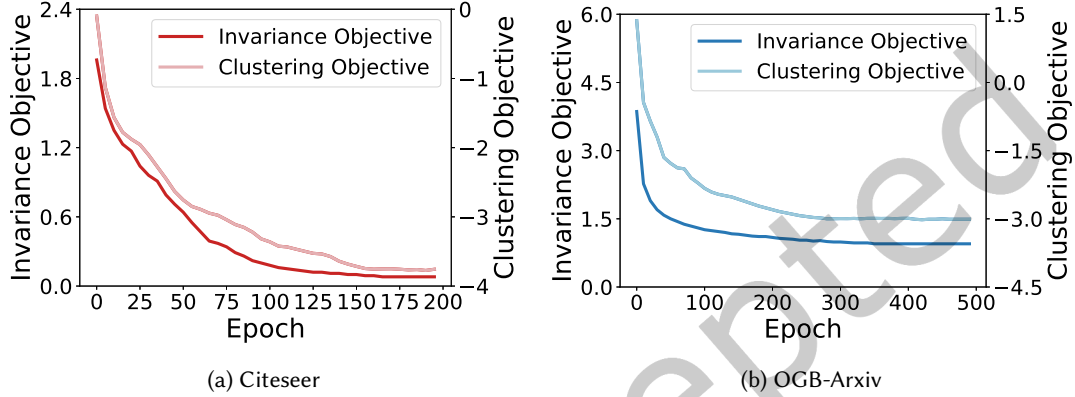 2.4
1.8
1.2
0.6
0.0
Invariance Objective
0
−1
−2
−3
−4
Clustering Objective
Invariance Objective
Clustering Objective
0 25 50 75 100 125 150 175 200
Epoch
(a) Citeseer
6.0
4.5
3.0
1.5
0.0
Invariance Objective
1.5
0.0
−1.5
−3.0
−4.5
Clustering Objective
Invariance Objective
Clustering Objective
0 100 200 300 400 500
Epoch
(b) OGB-Arxiv
epted